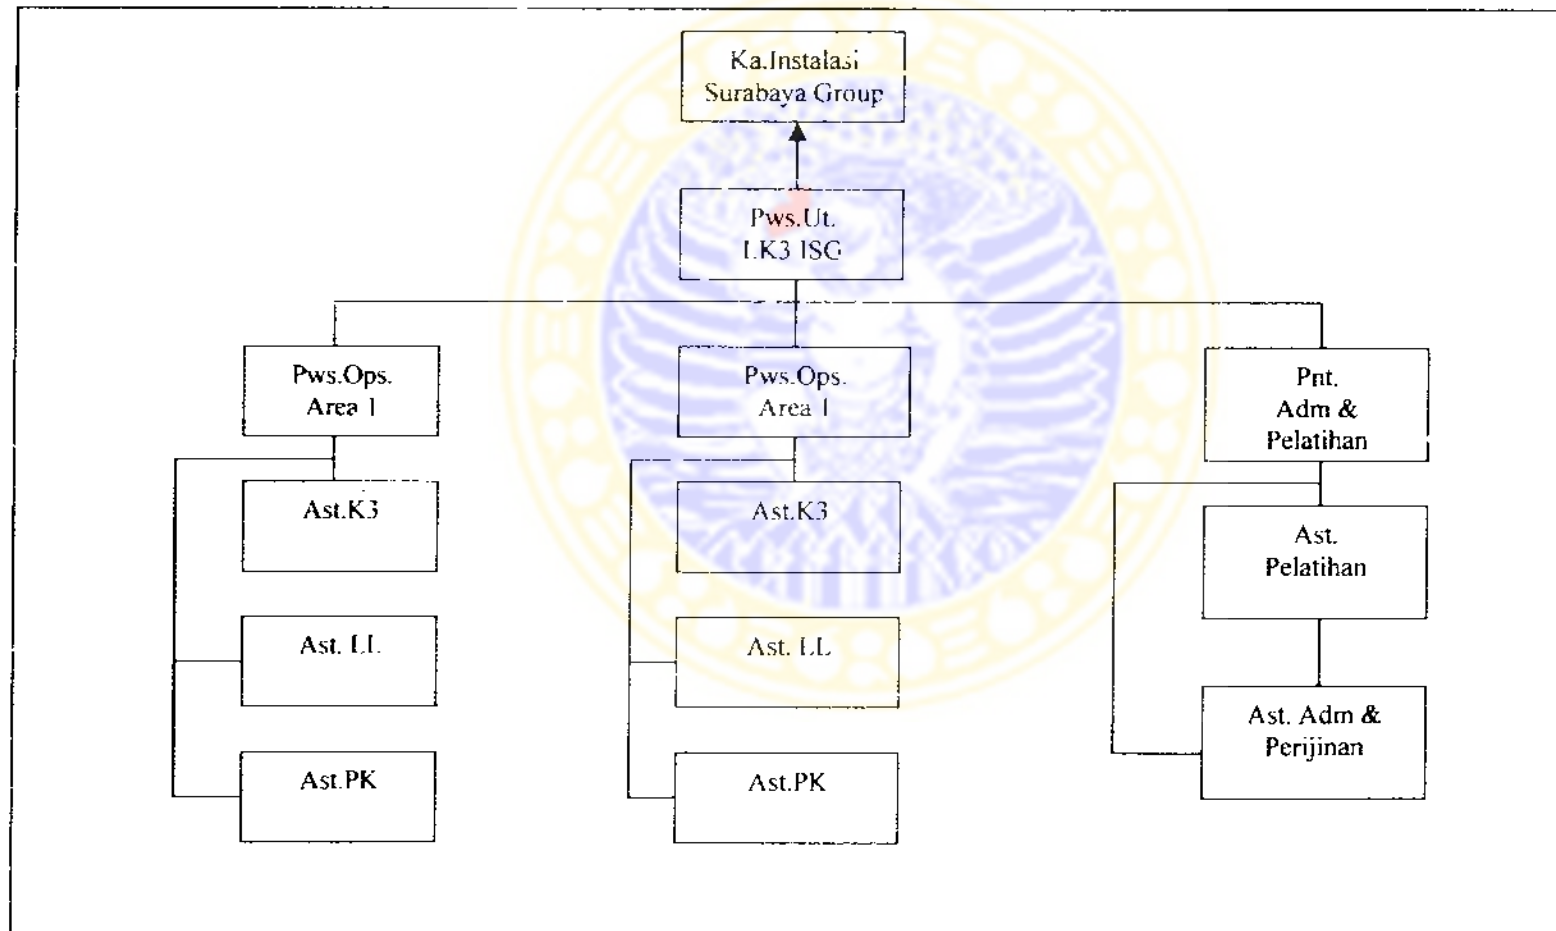 Ka.Instalasi
Surabaya Group
Pws.Ut.
LK3 ISG
Pws.Ops.
Area 1
Pws.Ops.
Area 1
Pnt.
Adm &
Pelatihan
Ast.K3
Ast.K3
Ast.
Pelatihan
Ast. LL
Ast. LL
Ast. Adm &
Perijinan
Ast.PK
Ast.PK